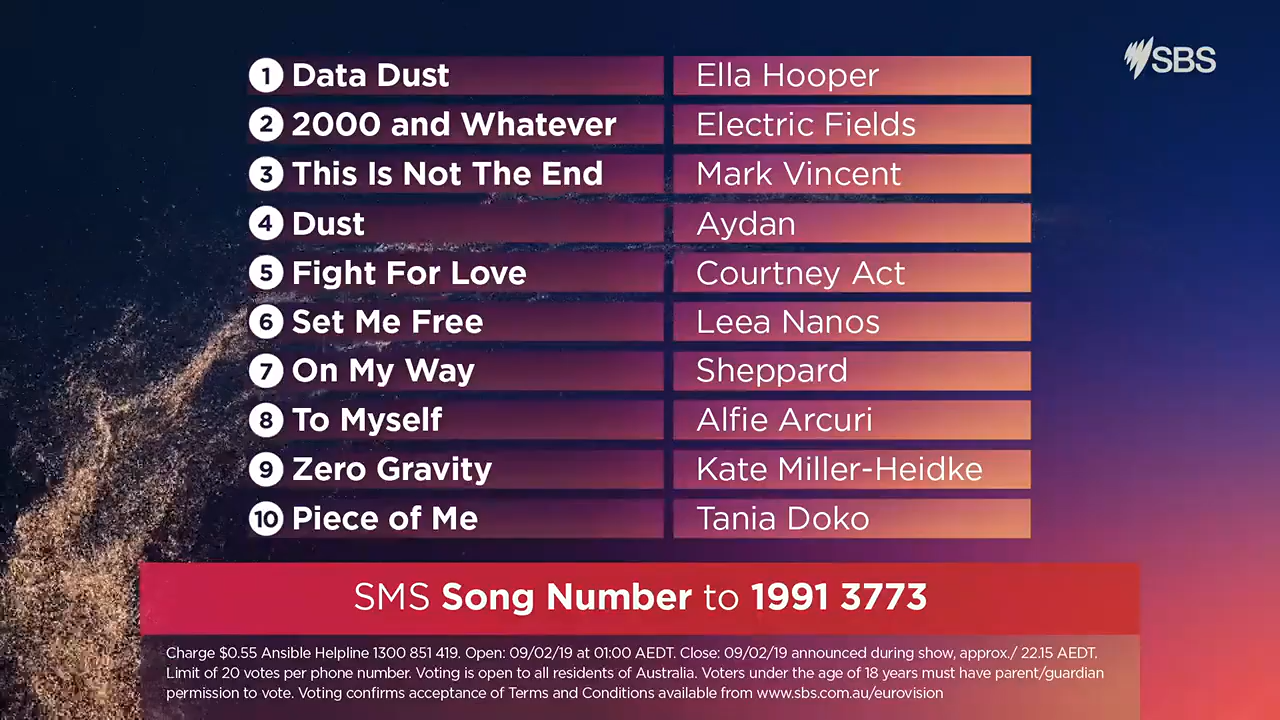 SBS
1 Data Dust Ella Hooper
2 2000 and Whatever Electric Fields
3 This Is Not The End Mark Vincent
4 Dust Aydan
5 Fight For Love Courtney Act
6 Set Me Free Leea Nanos
7 On My Way Sheppard
8 To Myself Alfie Arcuri
9 Zero Gravity Kate Miller-Heidke
10 Piece of Me Tania Doko
SMS Song Number to 1991 3773
Charge $0.55 Ansible Helpline 1300 851 419. Open: 09/02/19 at 01:00 AEDT. Close: 09/02/19 announced during show, approx./ 22.15 AEDT.
Limit of 20 votes per phone number. Voting is open to all residents of Australia. Voters under the age of 18 years must have parent/guardian
permission to vote. Voting confirms acceptance of Terms and Conditions available from www.sbs.com.au/eurovision